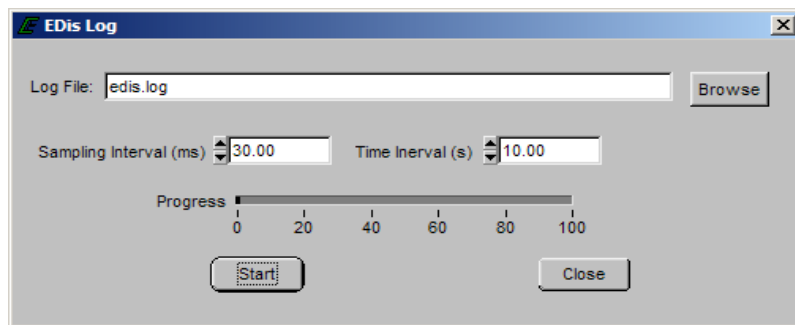 EDis Log
Log File: edis.log Browse
Sampling Interval (ms) 30.00 Time Inerval (s) 10.00
Progress
0 20 40 60 80 100
Start Close